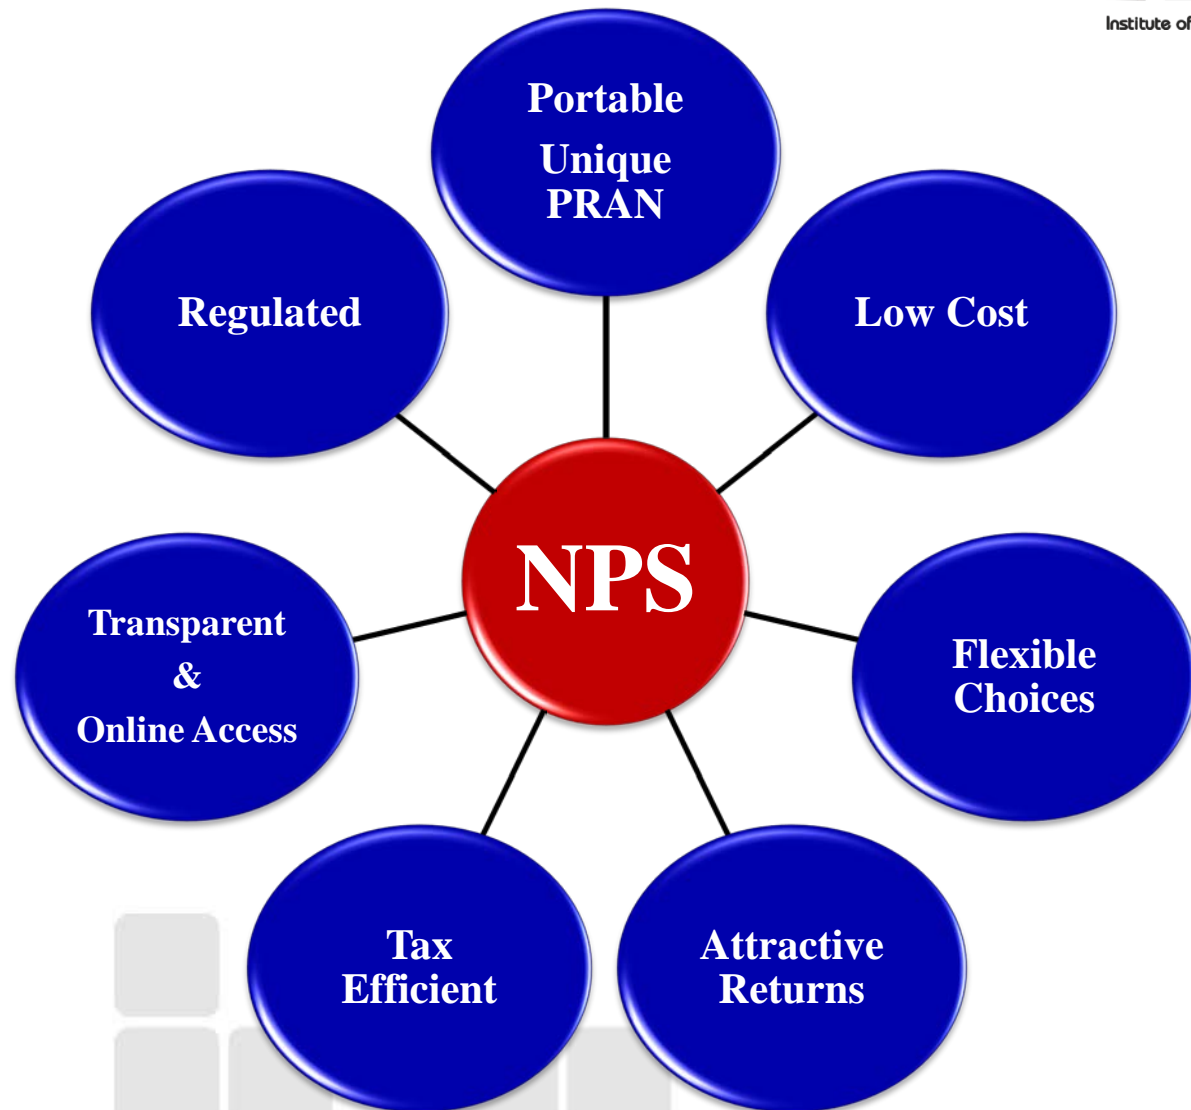 Institute of
Portable
Unique
PRAN
Regulated
Low Cost
NPS
Transparent
&
Online Access
Flexible
Choices
Tax
Efficient
Attractive
Returns